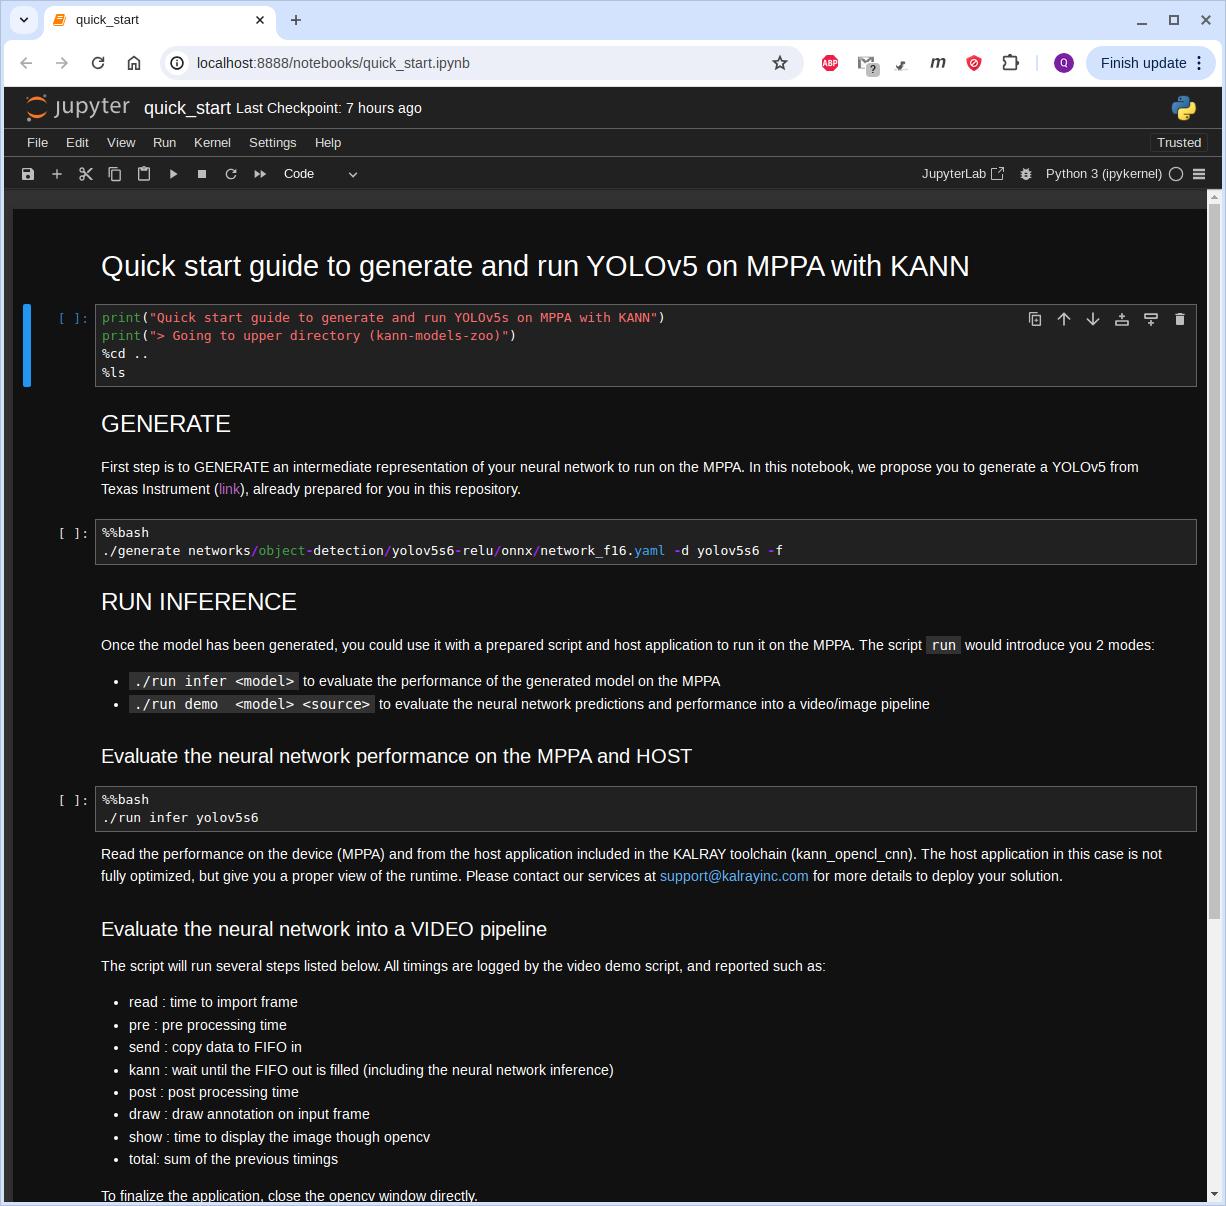 quick_start
localhost:8888/notebooks/quick_start.ipynb
ABP
?
m
Q
Finish update
jupyter quick_start Last Checkpoint: 7 hours ago
File Edit View Run Kernel Settings Help
Trusted
Code
JupyterLab
Python 3 (ipykernel)
Quick start guide to generate and run YOLOv5 on MPPA with KANN
[ ]:
print("Quick start guide to generate and run YOLOv5s on MPPA with KANN")
print("> Going to upper directory (kann-models-zoo)")
%cd ..
%ls
GENERATE
First step is to GENERATE an intermediate representation of your neural network to run on the MPPA. In this notebook, we propose you to generate a YOLOv5 from
Texas Instrument (link), already prepared for you in this repository.
[ ]:
%%bash
./generate networks/object-detection/yolov5s6-relu/onnx/network_f16.yaml -d yolov5s6 -f
RUN INFERENCE
Once the model has been generated, you could use it with a prepared script and host application to run it on the MPPA. The script run would introduce you 2 modes:
• ./run infer <model> to evaluate the performance of the generated model on the MPPA
• ./run demo  <model> <source> to evaluate the neural network predictions and performance into a video/image pipeline
Evaluate the neural network performance on the MPPA and HOST
[ ]:
%%bash
./run infer yolov5s6
Read the performance on the device (MPPA) and from the host application included in the KALRAY toolchain (kann_opencl_cnn). The host application in this case is not
fully optimized, but give you a proper view of the runtime. Please contact our services at support@kalrayinc.com for more details to deploy your solution.
Evaluate the neural network into a VIDEO pipeline
The script will run several steps listed below. All timings are logged by the video demo script, and reported such as:
• read : time to import frame
• pre : pre processing time
• send : copy data to FIFO in
• kann : wait until the FIFO out is filled (including the neural network inference)
• post : post processing time
• draw : draw annotation on input frame
• show : time to display the image though opencv
• total: sum of the previous timings
To finalize the application, close the opencv window directly.